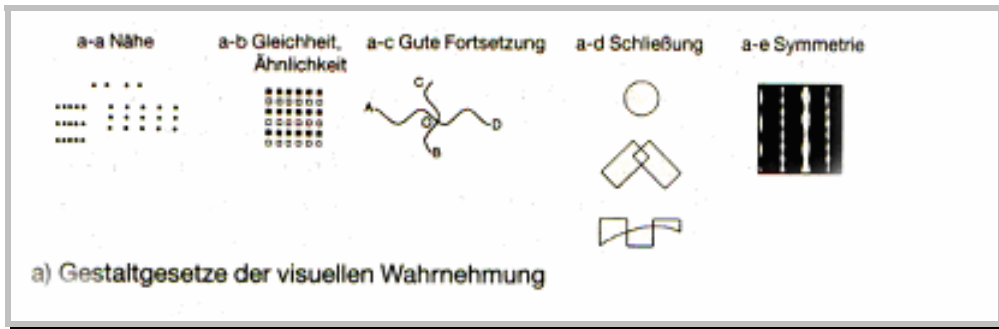 a-a Nähe
a-b Gleichheit,
Ähnlichkeit
a-c Gute Fortsetzung
a-d Schließung
a-e Symmetrie
C
A
O
D
B
a) Gestaltgesetze der visuellen Wahrnehmung